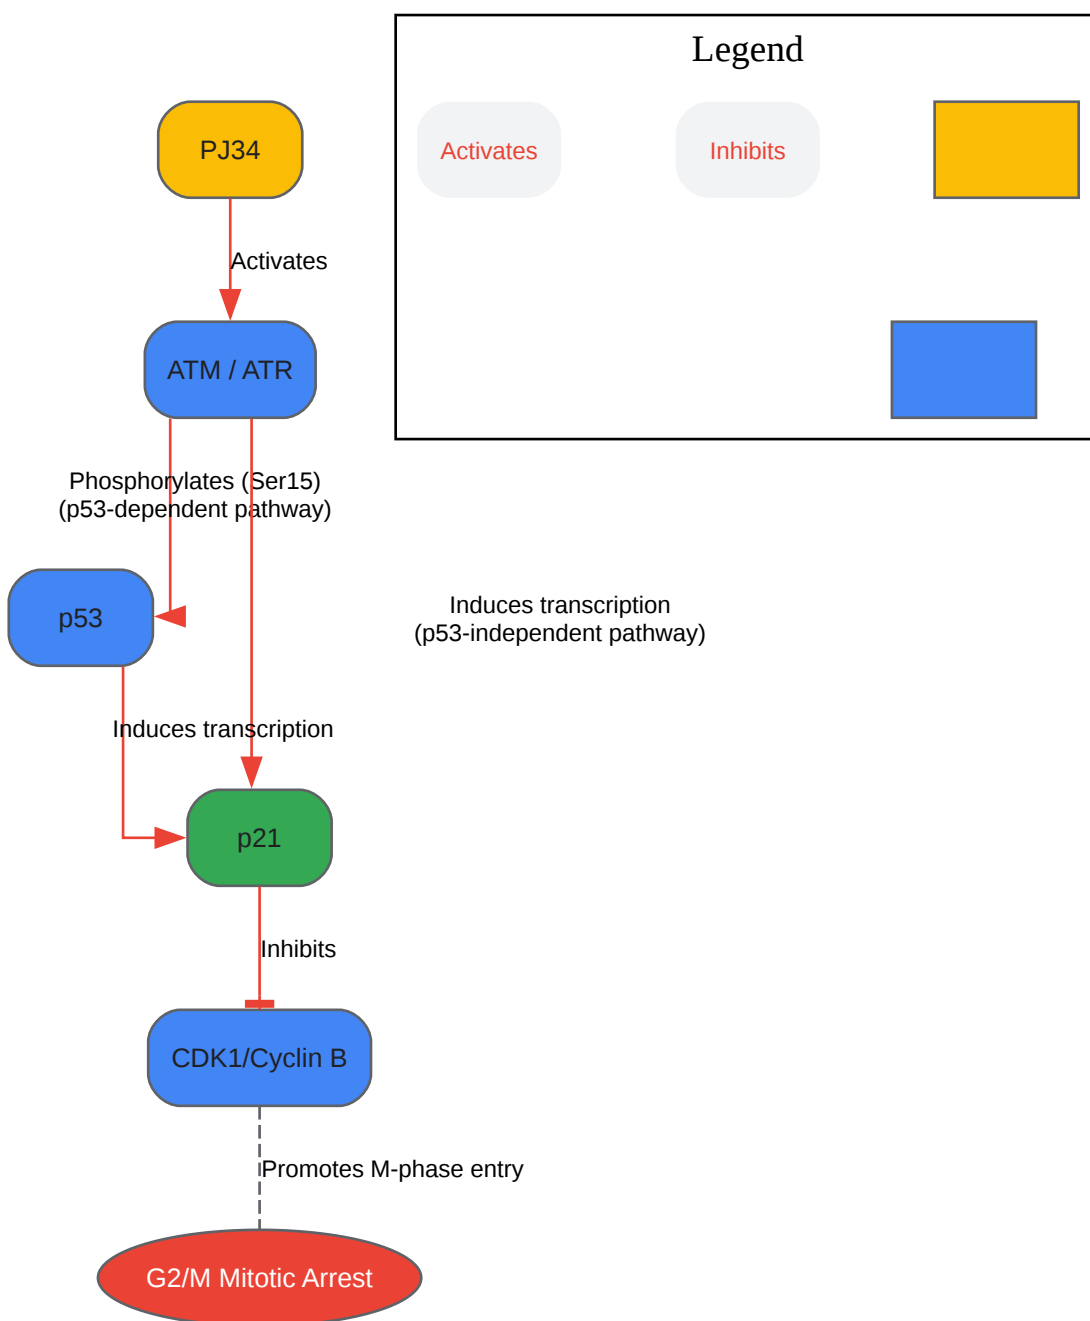 Legend
PJ34
Activates
Inhibits
Activates
ATM / ATR
Phosphorylates (Ser15)
(p53-dependent pathway)
p53
Induces transcription
(p53-independent pathway)
Induces transcription
p21
Inhibits
CDK1/Cyclin B
Promotes M-phase entry
G2/M Mitotic Arrest